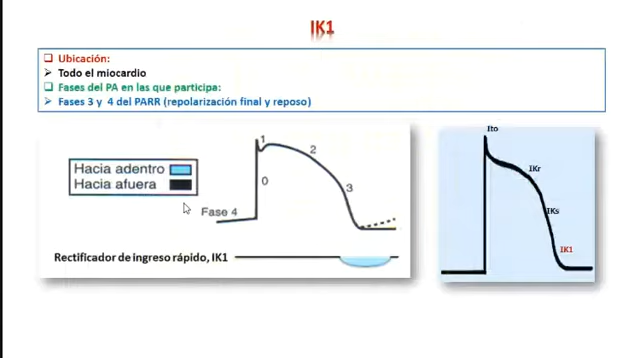 IK1
Ubicación:
Todo el miocardio
Fases del PA en las que participa:
Fases 3 y 4 del PARR (repolarización final y reposo)
Hacia adentro
Hacia afuera
Fase 4
0
1
2
3
Rectificador de ingreso rápido, IK1
Ito
IKr
IKs
IK1